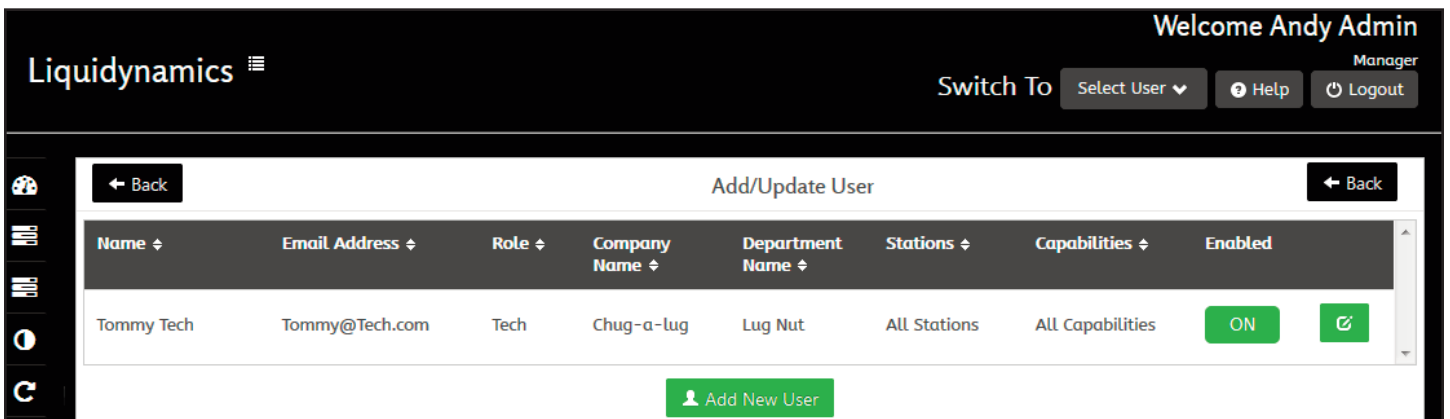 Welcome Andy Admin
Liquidynamics
Manager
Switch To Select User Help Logout
Back Add/Update User Back
Name Email Address Role Company Name Department Name Stations Capabilities Enabled
Tommy Tech Tommy@Tech.com Tech Chug-a-lug Lug Nut All Stations All Capabilities ON
Add New User